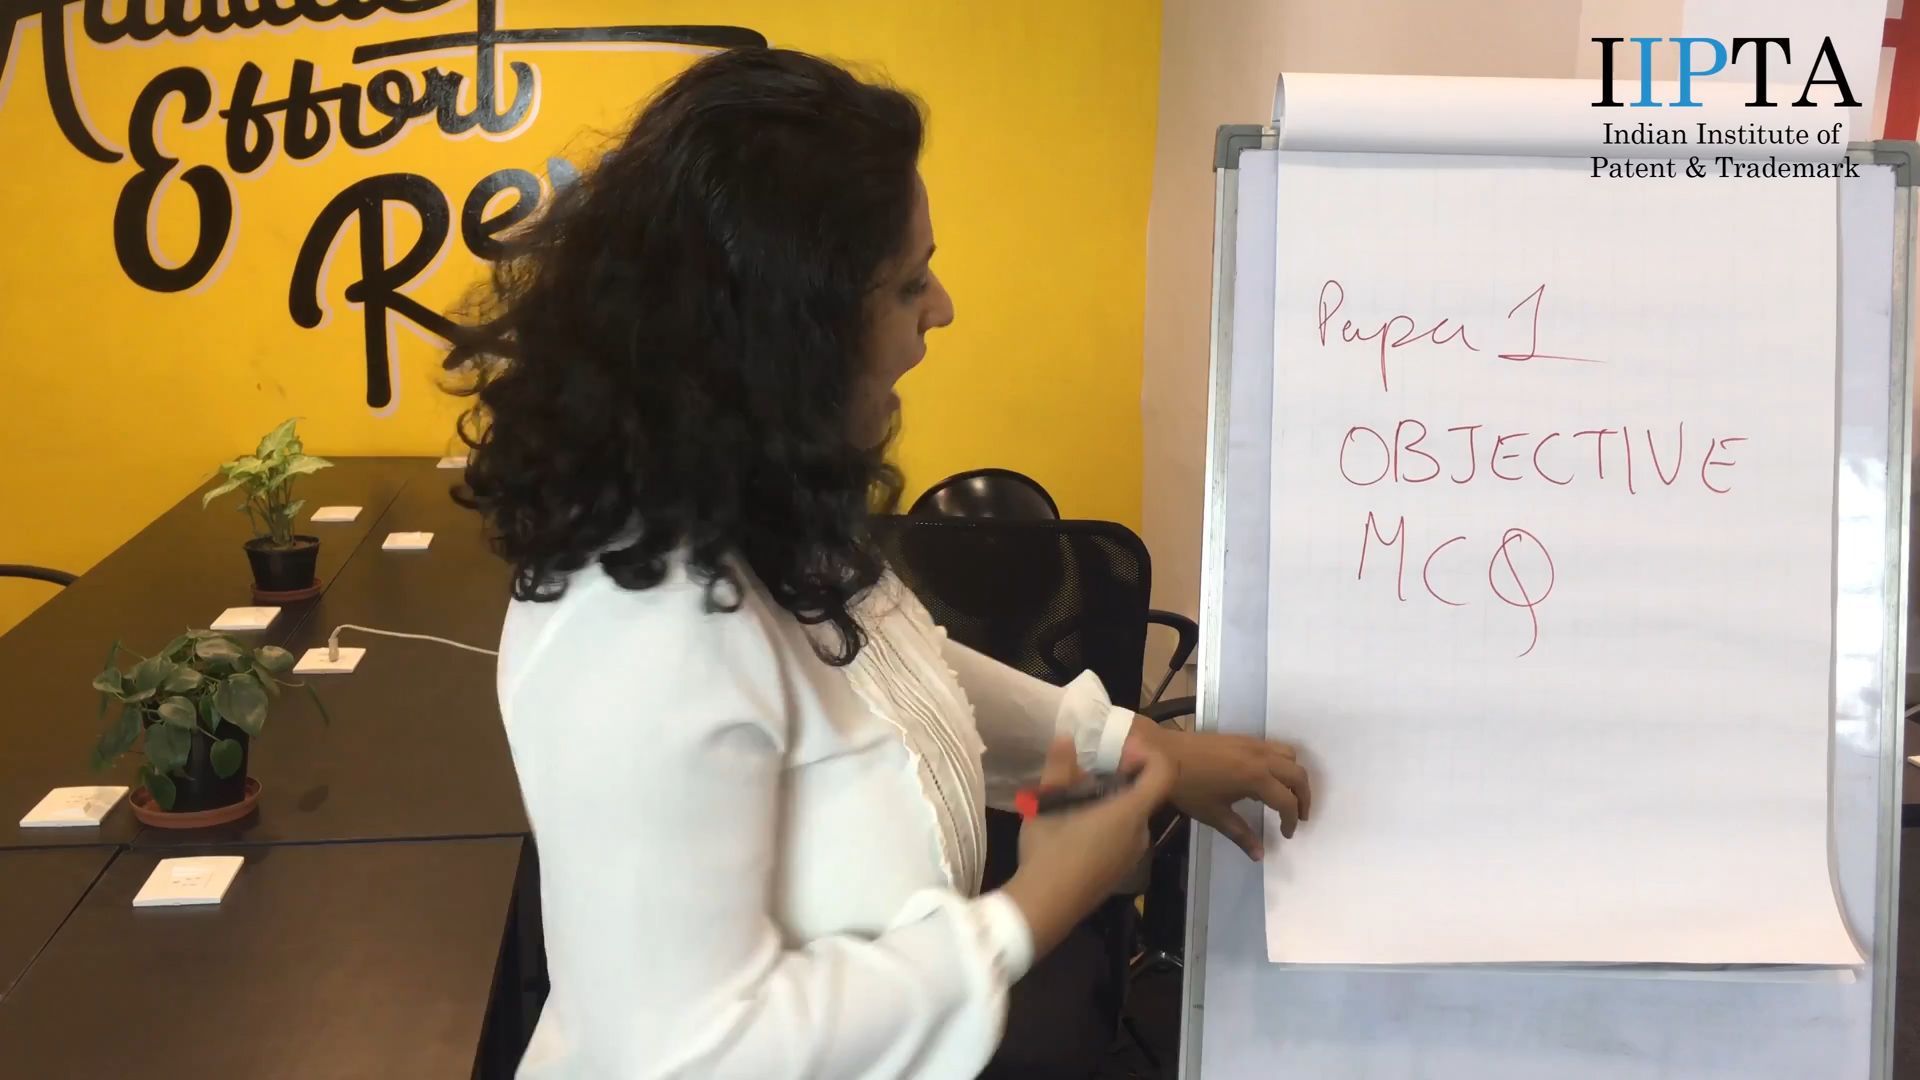 Effort
IIPTA
Indian Institute of
Patent & Trademark
Paper 1
OBJECTIVE
MCQ